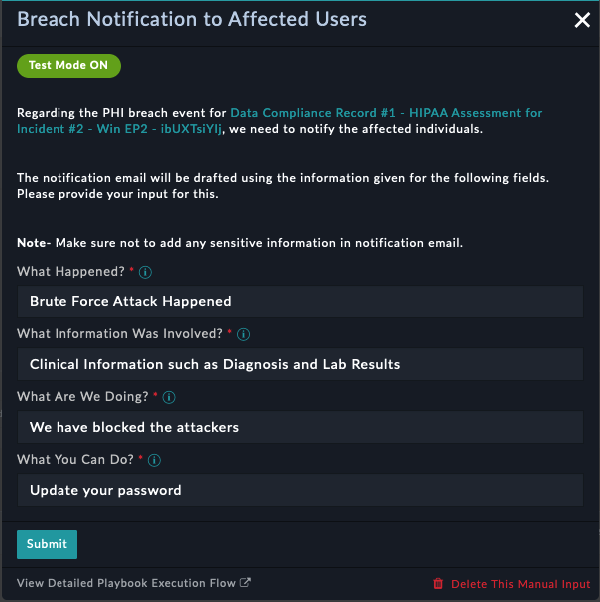 Breach Notification to Affected Users
Test Mode ON
Regarding the PHI breach event for Data Compliance Record #1 - HIPAA Assessment for
Incident #2 - Win EP2 - ibUXTsiYIj, we need to notify the affected individuals.
The notification email will be drafted using the information given for the following fields.
Please provide your input for this.
Note- Make sure not to add any sensitive information in notification email.
What Happened? *
Brute Force Attack Happened
What Information Was Involved? *
Clinical Information such as Diagnosis and Lab Results
What Are We Doing? *
We have blocked the attackers
What You Can Do? *
Update your password
Submit
View Detailed Playbook Execution Flow
Delete This Manual Input